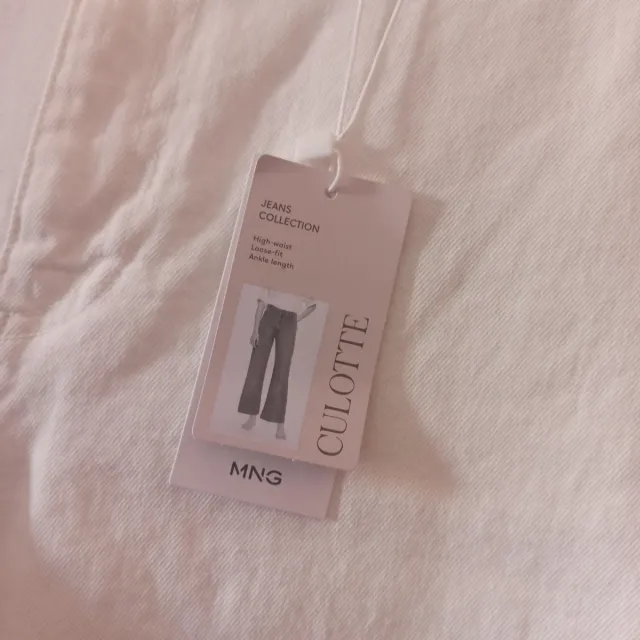 JEANS
COLLECTION
High-waist
Loose-fit
Ankle length
CULOTTE
MNG